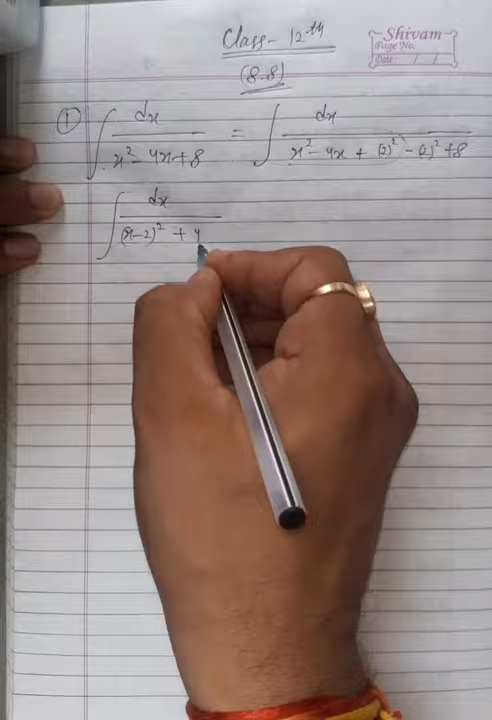 Class - 12th
Shivam
Page No.
Date: / /
(8.8)
① ∫ dx / (x² - 4x + 8) = ∫ dx / (x² - 4x + (2)² - (2)² + 8)
∫ dx / ((x-2)² + 4